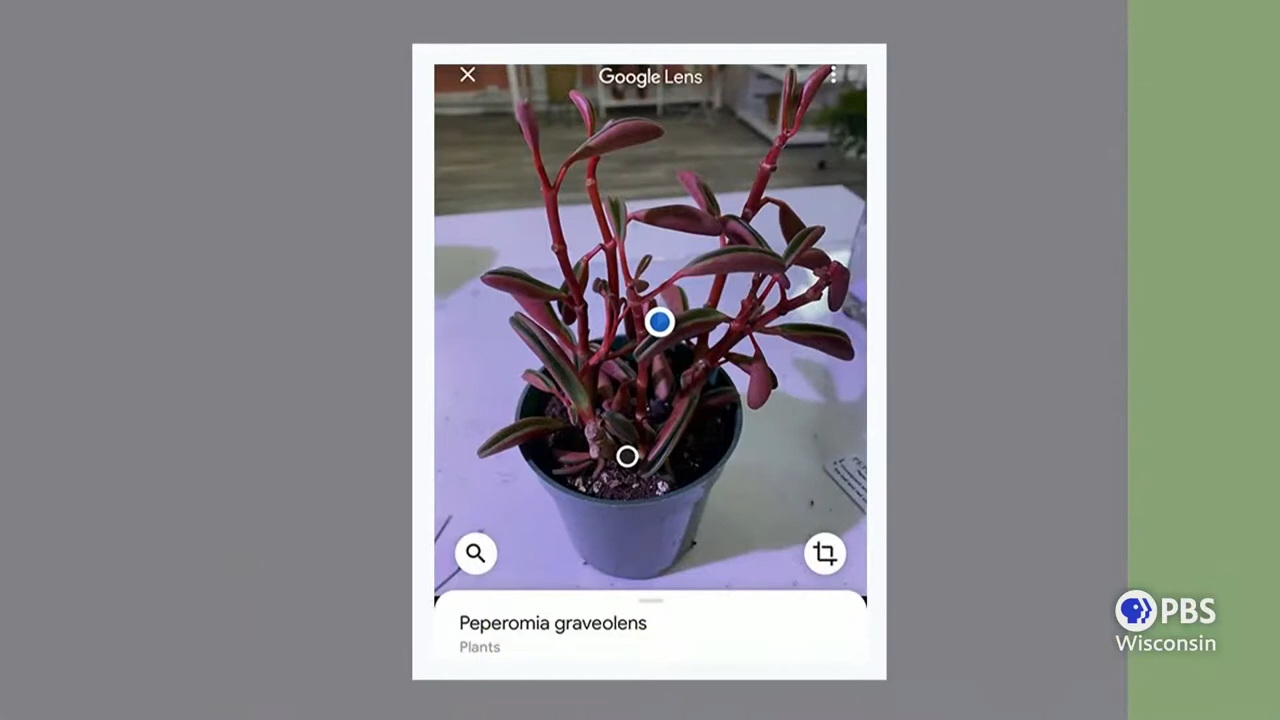 Google Lens
Peperomia graveolens
Plants
PBS
Wisconsin